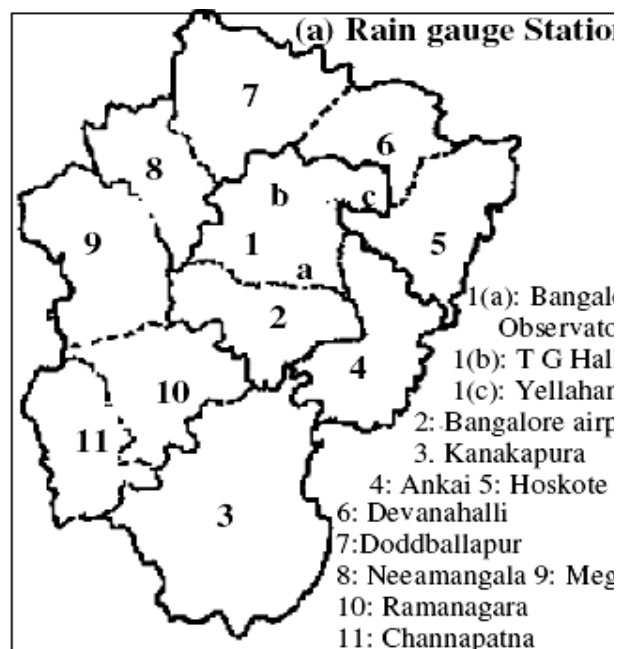 (a) Rain gauge Station
7
6
8
b
c
9
1
5
a
2
1(a): Bangal
Observato
4
1(b): T G Hal
10
1(c): Yellahan
11
2: Bangalore airp
3. Kanakapura
4: Ankai 5: Hoskote
3
6: Devanahalli
7:Doddballapur
8: Neeamangala 9: Meg
10: Ramanagara
11: Channapatna